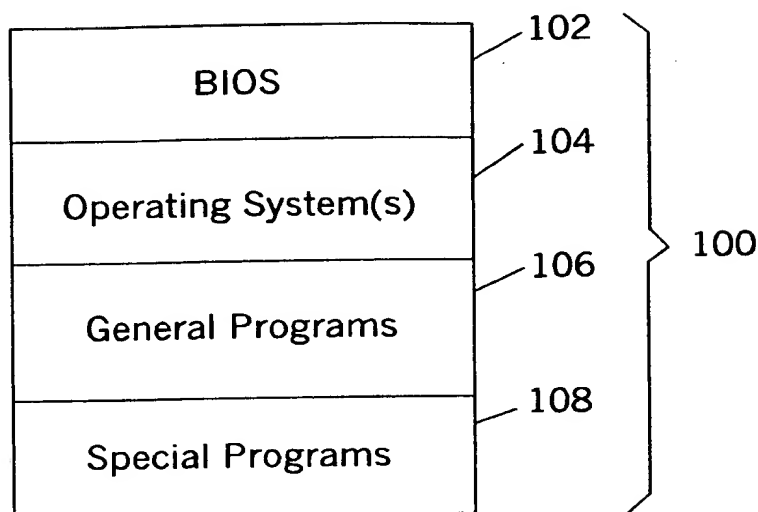 102
BIOS
104
Operating System(s)
106
100
General Programs
108
Special Programs